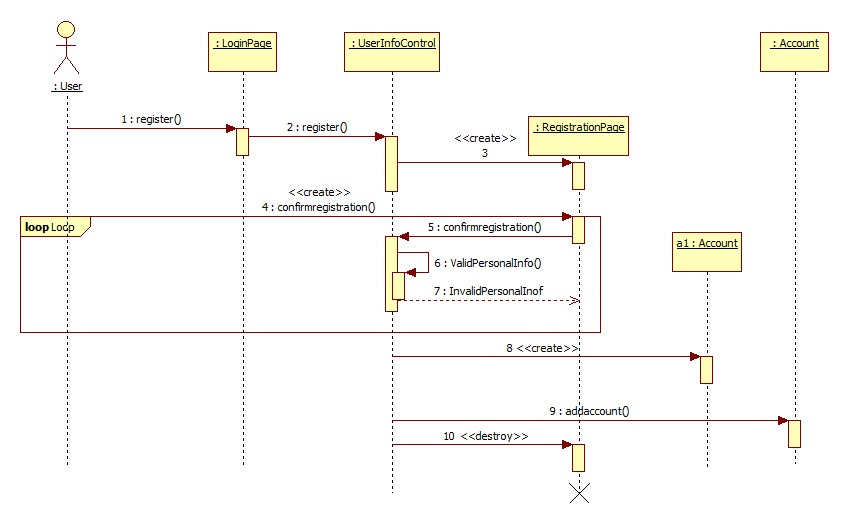 : LoginPage
: UserInfoControl
: Account
: User
1 : register()
2 : register()
: RegistrationPage
<<create>>
3
<<create>>
4 : confirmregistration()
loop Loop
5 : confirmregistration()
a1 : Account
6 : ValidPersonalInfo()
7 : InvalidPersonalInof
8 <<create>>
9 : addaccount()
10 <<destroy>>